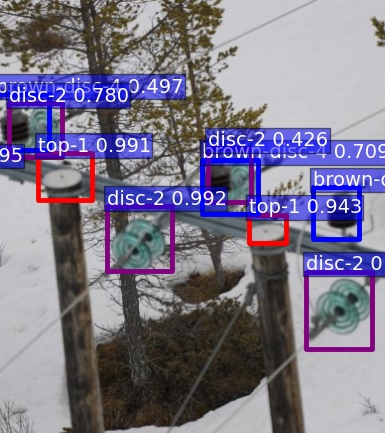 brown-disc-4 0.497
disc-2 0.780
95
top-1 0.991
disc-2 0.426
brown-disc-4 0.709
disc-2 0.992
top-1 0.943
brown-c
disc-2 0